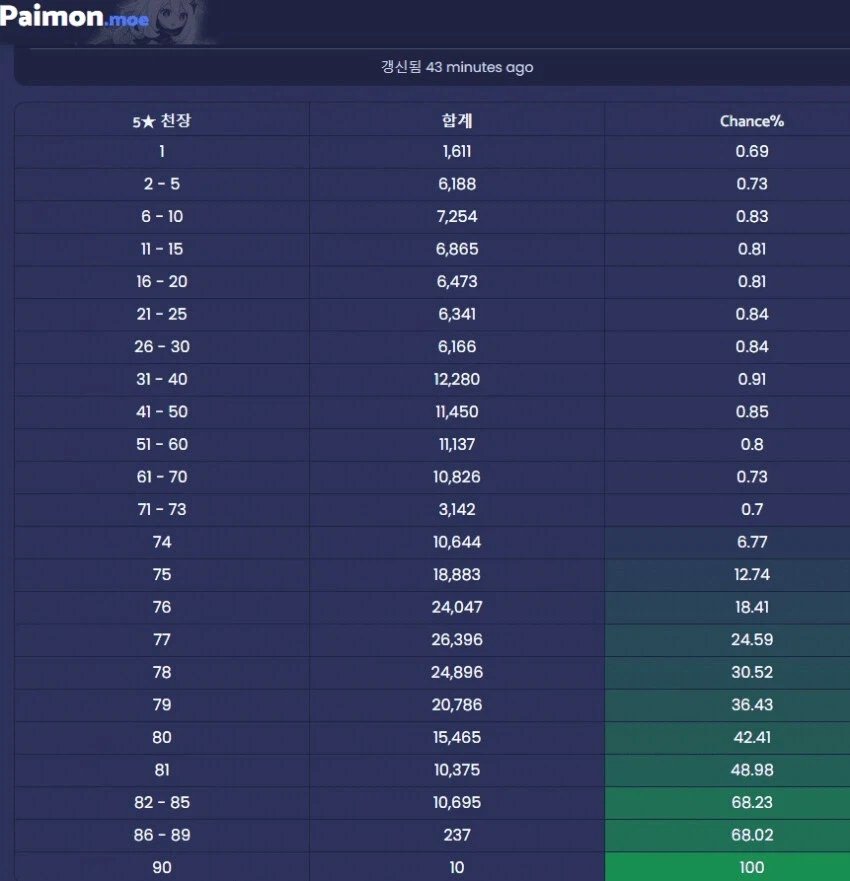 Paimon.moe
갱신됨 43 minutes ago
5★ 천장 합계 Chance%
1 1,611 0.69
2 - 5 6,188 0.73
6 - 10 7,254 0.83
11 - 15 6,865 0.81
16 - 20 6,473 0.81
21 - 25 6,341 0.84
26 - 30 6,166 0.84
31 - 40 12,280 0.91
41 - 50 11,450 0.85
51 - 60 11,137 0.8
61 - 70 10,826 0.73
71 - 73 3,142 0.7
74 10,644 6.77
75 18,883 12.74
76 24,047 18.41
77 26,396 24.59
78 24,896 30.52
79 20,786 36.43
80 15,465 42.41
81 10,375 48.98
82 - 85 10,695 68.23
86 - 89 237 68.02
90 10 100